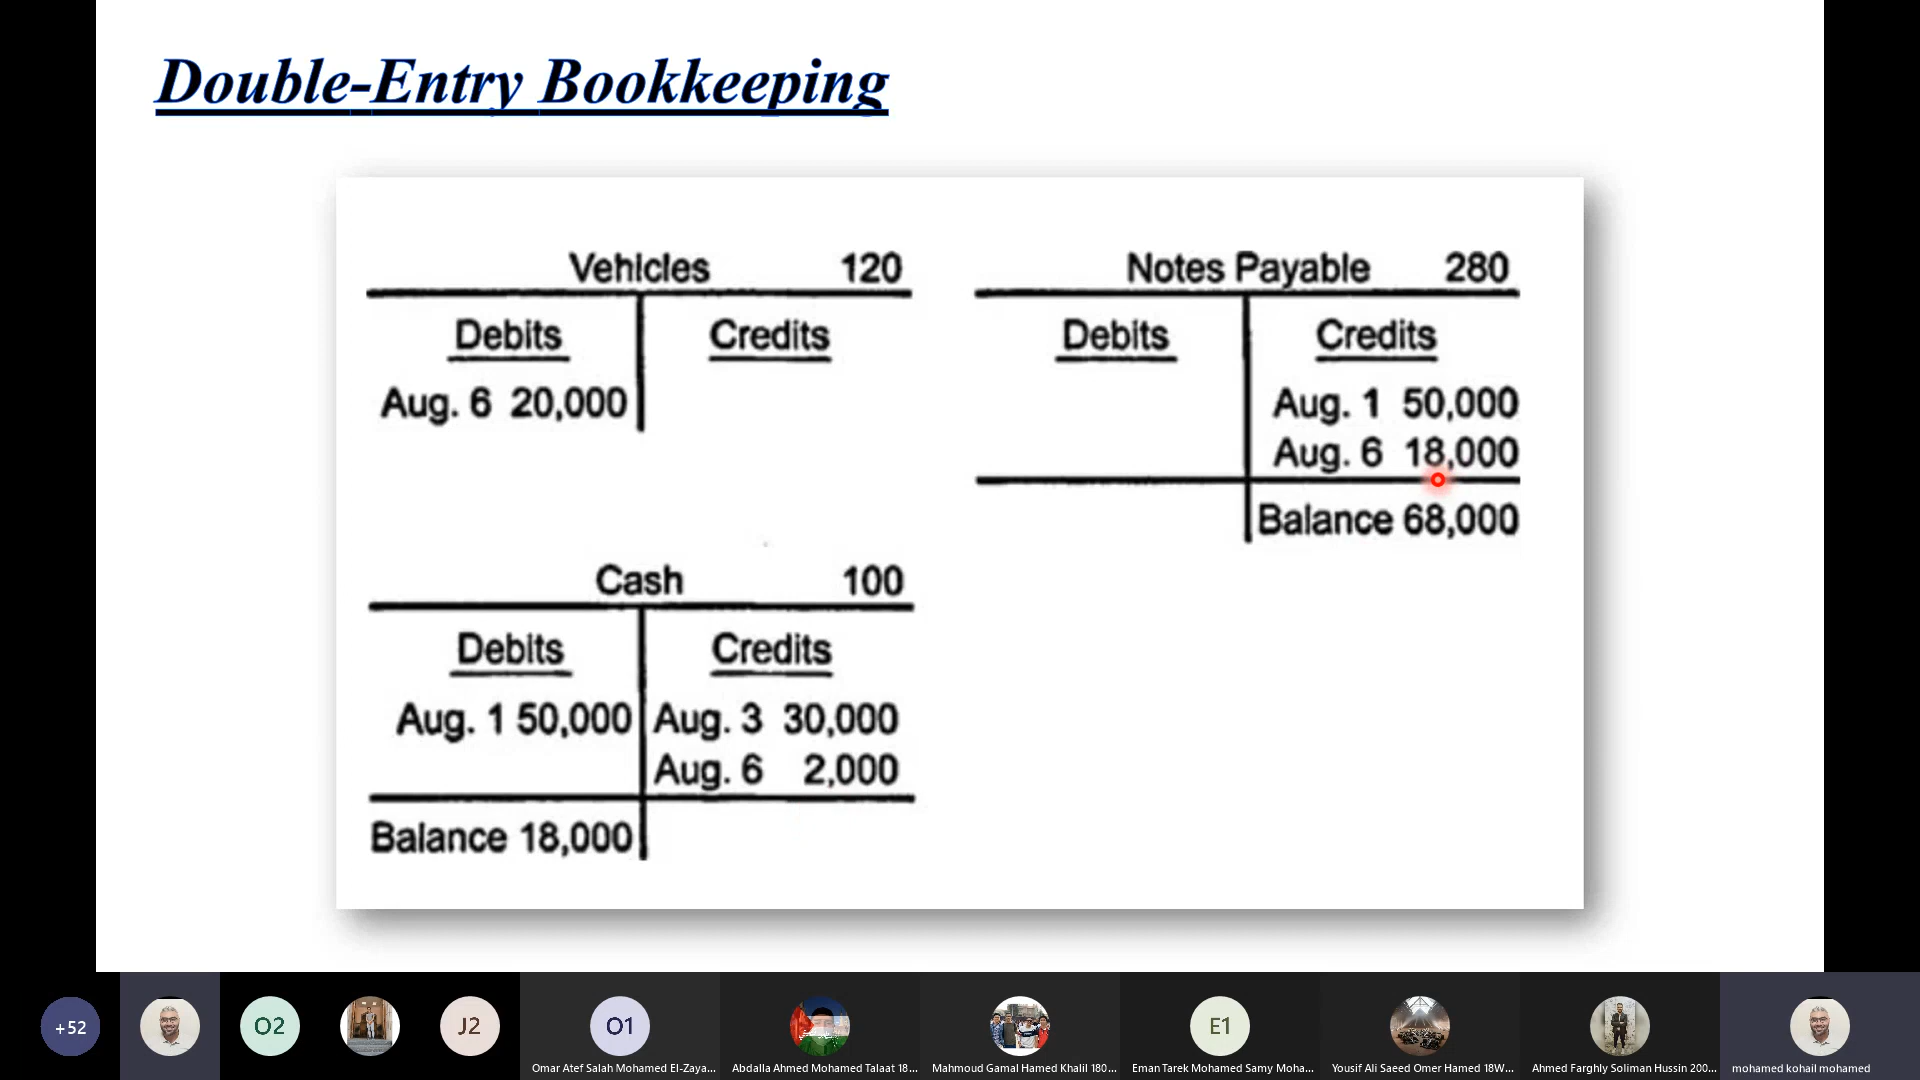 Double-Entry Bookkeeping
Vehicles 120
Debits Credits
Aug. 6 20,000
Notes Payable 280
Debits Credits
Aug. 1 50,000
Aug. 6 18,000
Balance 68,000
Cash 100
Debits Credits
Aug. 1 50,000 Aug. 3 30,000
Aug. 6 2,000
Balance 18,000
+52
O2
J2
O1
E1
Omar Atef Salah Mohamed El-Zaya...
Abdalla Ahmed Mohamed Talaat 18...
Mahmoud Gamal Hamed Khalil 180...
Eman Tarek Mohamed Samy Moha...
Yousif Ali Saeed Omer Hamed 18W...
Ahmed Farghly Soliman Hussin 200...
mohamed kohail mohamed